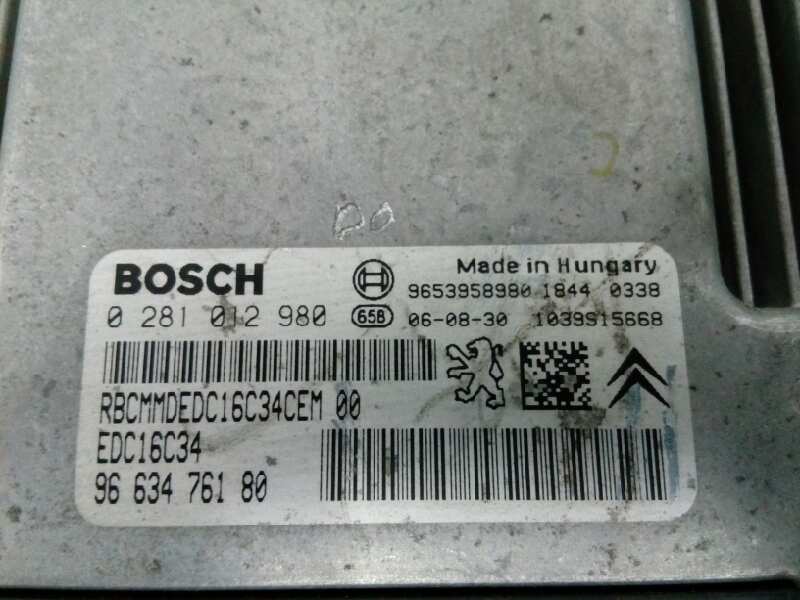 DO
BOSCH
Made in Hungary
9653958980 1844 0338
0 281 012 980
65B
06-08-30 1039S15668
RBCMMDEDC16C34CEM 00
EDC16C34
96 634 761 80